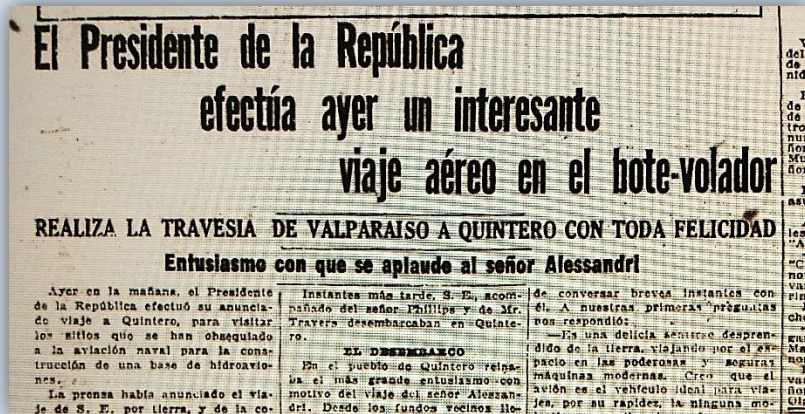 El Presidente de la República
efectúa ayer un interesante
viaje aéreo en el bote-volador
REALIZA LA TRAVESIA DE VALPARAISO A QUINTERO CON TODA FELICIDAD
Entusiasmo con que se aplaude al señor Alessandri
Ayer en la mañana, el Presidente
de la República efectuó su anuncia-
do viaje a Quintero, para visitar
los sitios que se han obsequiado
a la aviación naval para la cons-
trucción de una base de hidroavio-
nes.
La prensa había anunciado el via-
je de S. E. por tierra, y de la co-
Instantes más tarde, S. E., acom-
pañado del señor Phillips y de Mr.
Travers desembarcaban en Quinte-
ro.
EL DESEMBARCO
En el pueblo de Quintero reina-
ba el más grande entusiasmo con
motivo del viaje del señor Alessan-
dri. Desde los fundos vecinos lle-
de conversar breves instantes con
él. A nuestras primeras preguntas
nos respondió:
—Es una delicia sentirse despren-
dido de la tierra, viajando por el es-
pacio en las poderosas y seguras
máquinas modernas. Creo que el
avión es el vehículo ideal para via-
jes, por su rapidez, la ninguna mo-